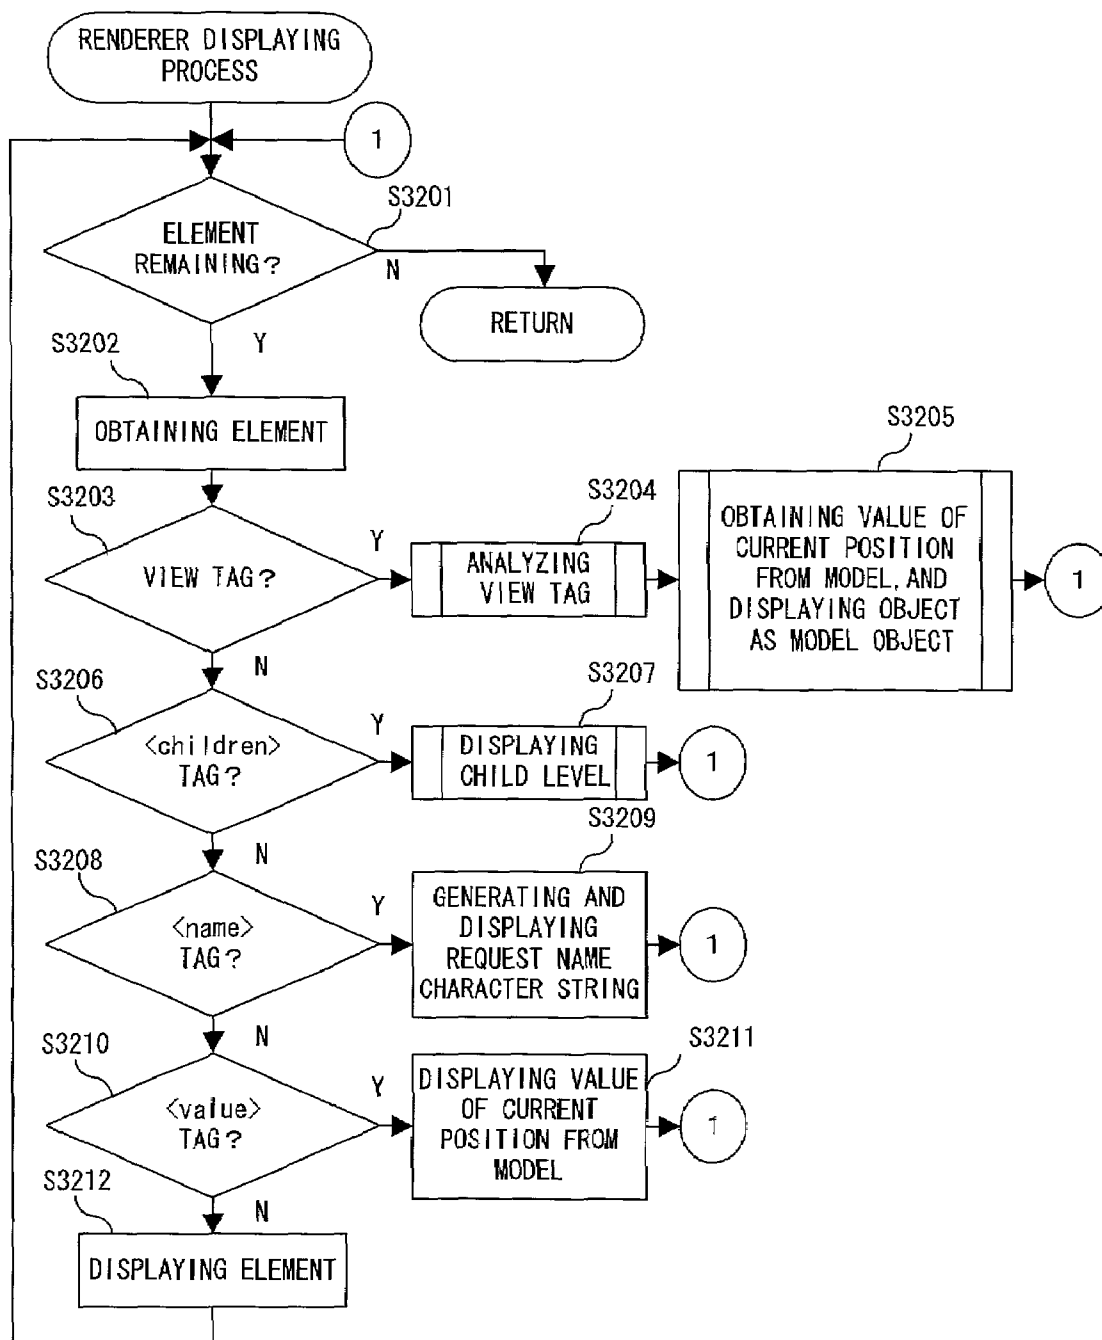 RENDERER DISPLAYING
PROCESS
1
S3201
ELEMENT
REMAINING?
N
RETURN
Y
S3202
OBTAINING ELEMENT
S3203
VIEW TAG?
Y
S3204
ANALYZING
VIEW TAG
S3205
OBTAINING VALUE OF
CURRENT POSITION
FROM MODEL, AND
DISPLAYING OBJECT
AS MODEL OBJECT
1
N
S3206
<children>
TAG?
Y
S3207
DISPLAYING
CHILD LEVEL
1
N
S3208
<name>
TAG?
Y
S3209
GENERATING AND
DISPLAYING
REQUEST NAME
CHARACTER STRING
1
N
S3210
<value>
TAG?
Y
S3211
DISPLAYING VALUE
OF CURRENT
POSITION FROM
MODEL
1
N
S3212
DISPLAYING ELEMENT